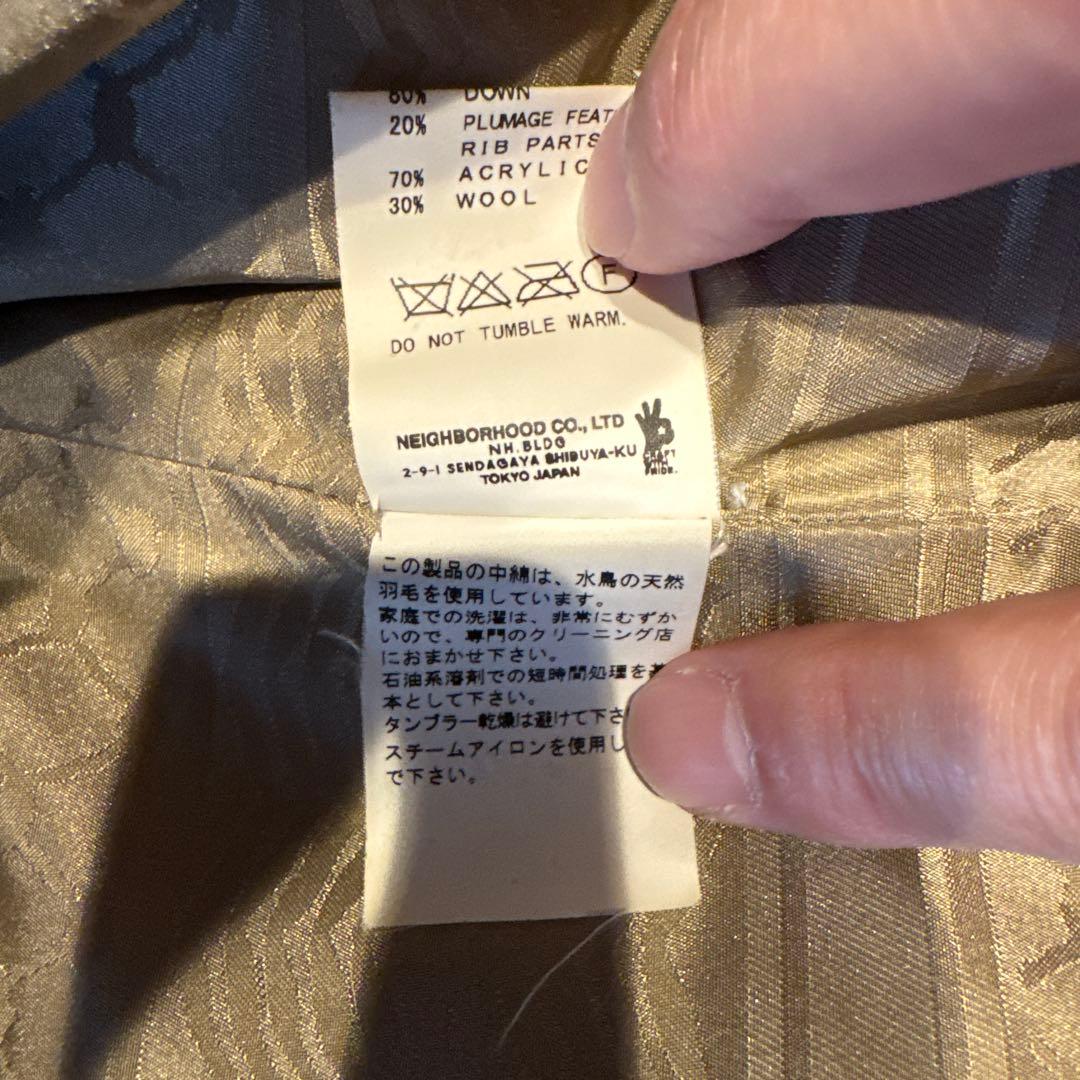 DOWN
20% PLUMAGE
RIB PARTS
70% ACRYLIC
30% WOOL
F
DO NOT TUMBLE WARM.
NEIGHBORHOOD CO., LTD
NH.BLDG
2-9-1 SENDAGAYA SHIBUYA-KU
TOKYO JAPAN
CRAFT
WITH
PRIDE.
この製品の中綿は、水鳥の天然
羽毛を使用しています。
家庭での洗濯は、非常にむずか
いので、専門のクリーニング店
におまかせ下さい。
石油系溶剤での短時間処理を基
本として下さい。
タンブラー乾燥は避けて下さ
スチームアイロンを使用し
で下さい。